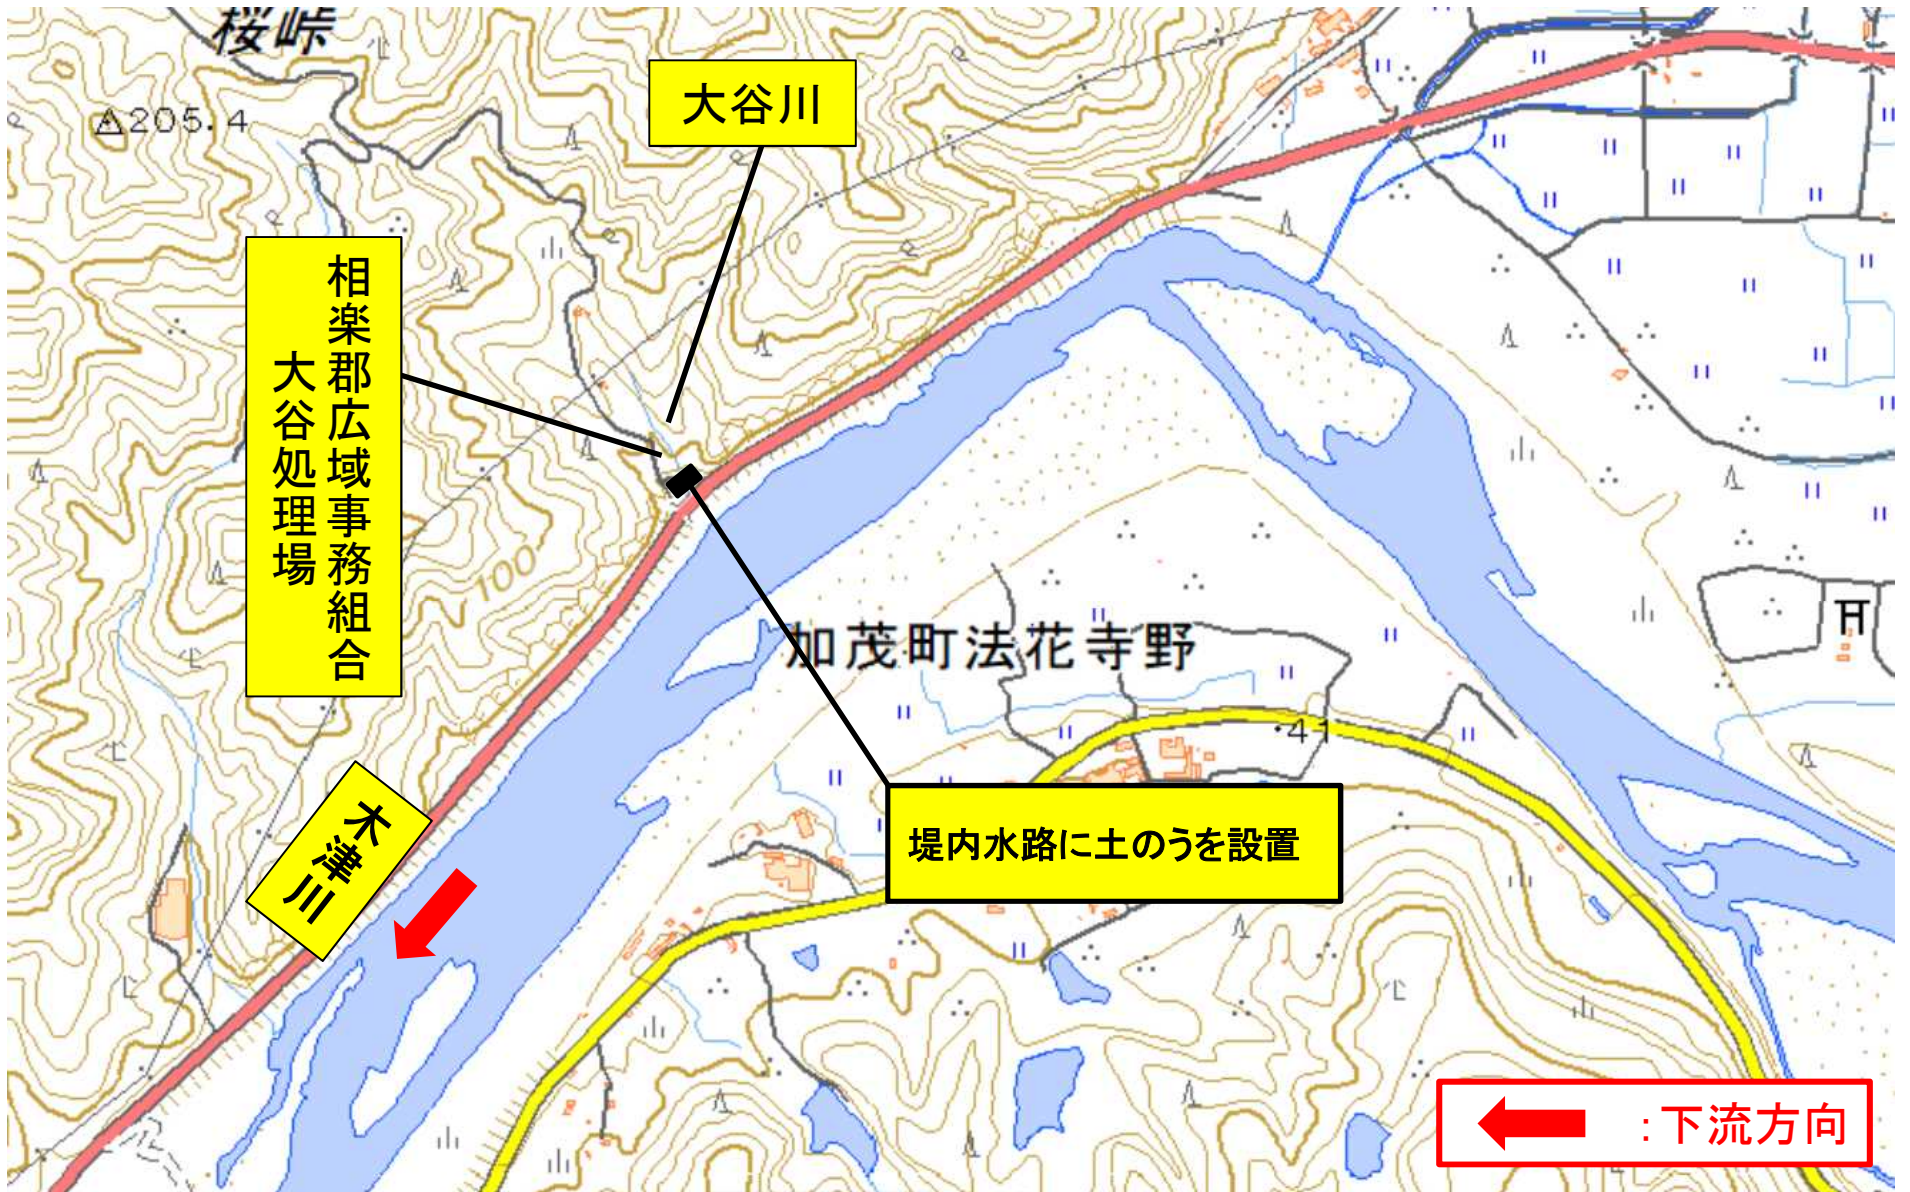 桜峠
205.4
大谷川
相楽郡広域事務組合
大谷処理場
100
加茂町法花寺野
41
堤内水路に土のうを設置
木津川
:下流方向